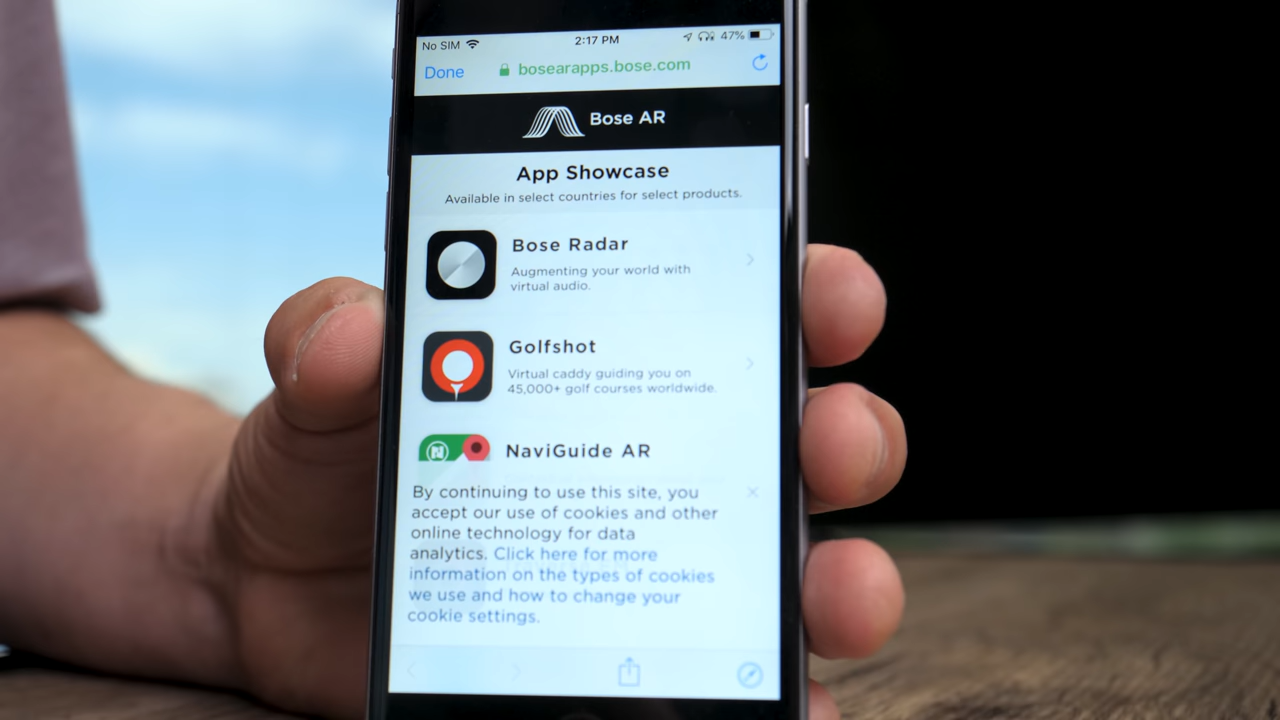 No SIM 2:17 PM 47%
Done bosearapps.bose.com
Bose AR
App Showcase
Available in select countries for select products.
Bose Radar
Augmenting your world with
virtual audio.
Golfshot
Virtual caddy guiding you on
45,000+ golf courses worldwide.
N
NaviGuide AR
By continuing to use this site, you
accept our use of cookies and other
online technology for data
analytics. Click here for more
information on the types of cookies
we use and how to change your
cookie settings.